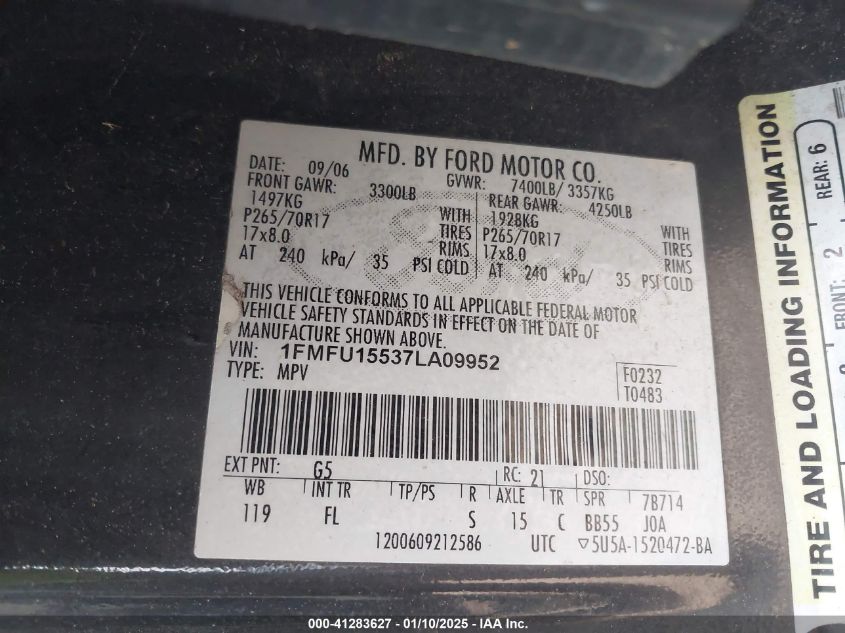 MFD. BY FORD MOTOR CO.
DATE: 09/06 GVWR: 7400LB/ 3357KG
FRONT GAWR: 3300LB REAR GAWR: 4250LB
1497KG WITH 1928KG WITH
P265/70R17 TIRES P265/70R17 TIRES
17x8.0 RIMS 17x8.0 RIMS
AT 240 kPa/ 35 PSI COLD AT 240 kPa/ 35 PSI COLD
THIS VEHICLE CONFORMS TO ALL APPLICABLE FEDERAL MOTOR
VEHICLE SAFETY STANDARDS IN EFFECT ON THE DATE OF
MANUFACTURE SHOWN ABOVE.
VIN: 1FMFU15537LA09952
TYPE: MPV
F0232
T0483
EXT PNT: G5 RC: 21 DSO:
WB INT TR TP/PS R AXLE TR SPR 7B714
119 FL S 15 C BB55 J0A
1200609212586 UTC ▽5U5A-1520472-BA
TIRE AND LOADING INFORMATION
REAR: 6
FRONT: 2
000-41283627 - 01/10/2025 - IAA Inc.